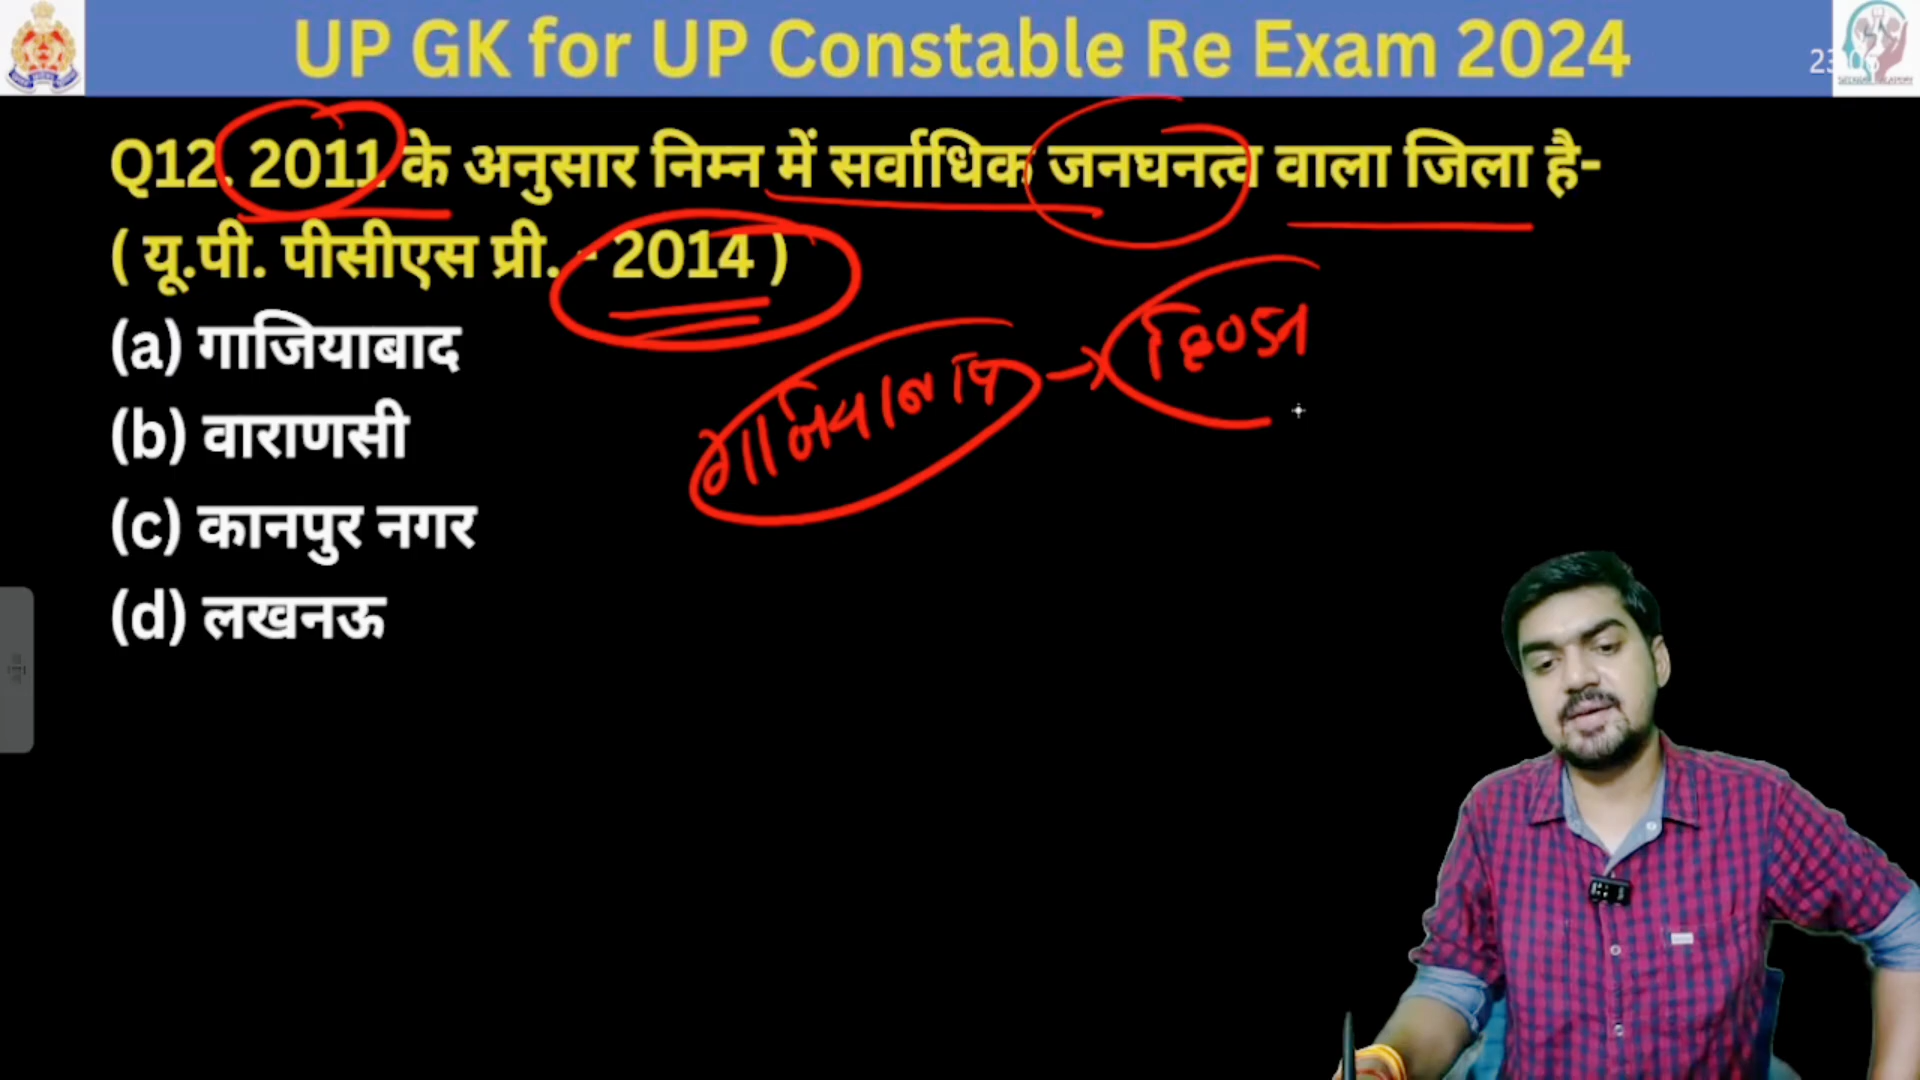 UP GK for UP Constable Re Exam 2024
Q12. 2011 के अनुसार निम्न में सर्वाधिक जनघनत्व वाला जिला है-
( यू.पी. पीसीएस प्री. - 2014 )
(a) गाजियाबाद
(b) वाराणसी
(c) कानपुर नगर
(d) लखनऊ